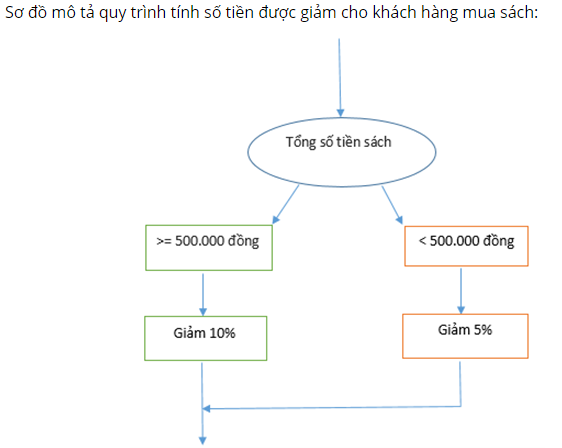 Sơ đồ mô tả quy trình tính số tiền được giảm cho khách hàng mua sách:
Tổng số tiền sách
>= 500.000 đồng
< 500.000 đồng
Giảm 10%
Giảm 5%